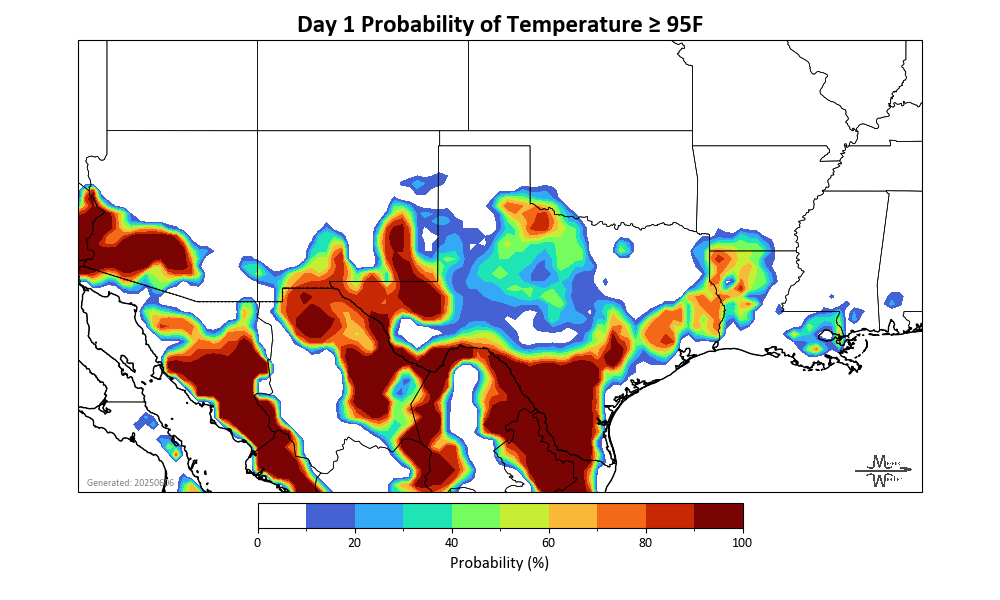 Day 1 Probability of Temperature ≥ 95F
Generated: 20250606
0 20 40 60 80 100
Probability (%)